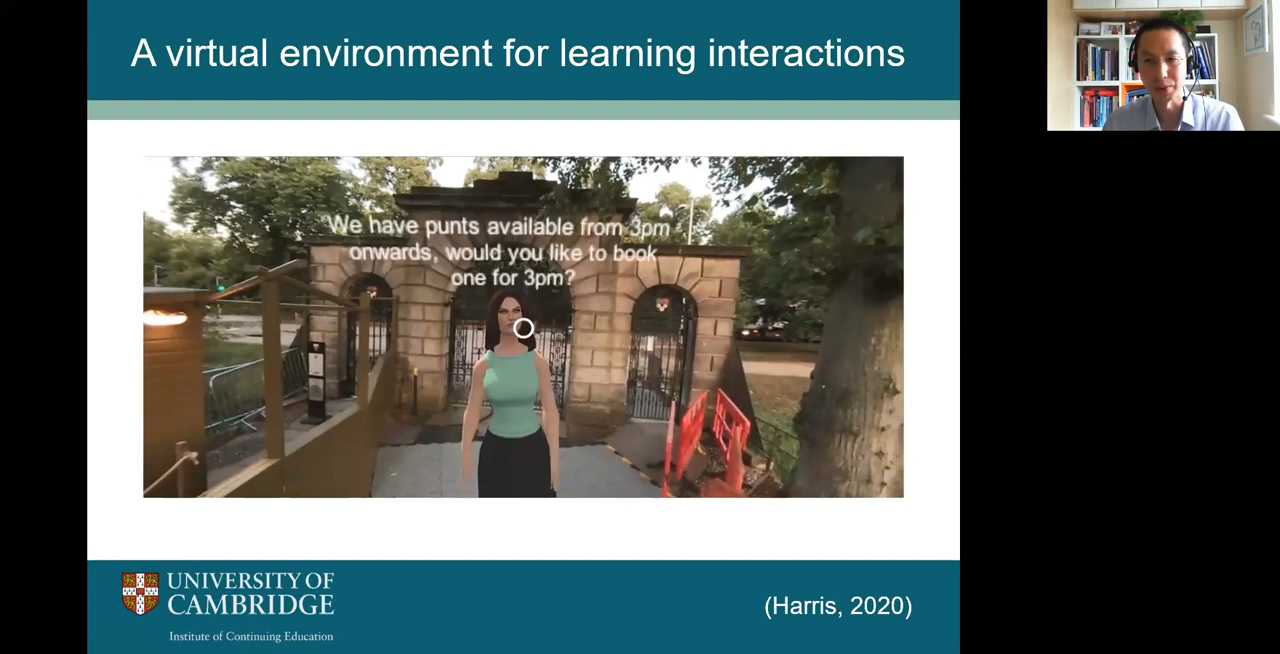 A virtual environment for learning interactions
We have punts available from 3pm
onwards, would you like to book
one for 3pm?
UNIVERSITY OF
CAMBRIDGE
Institute of Continuing Education
(Harris, 2020)